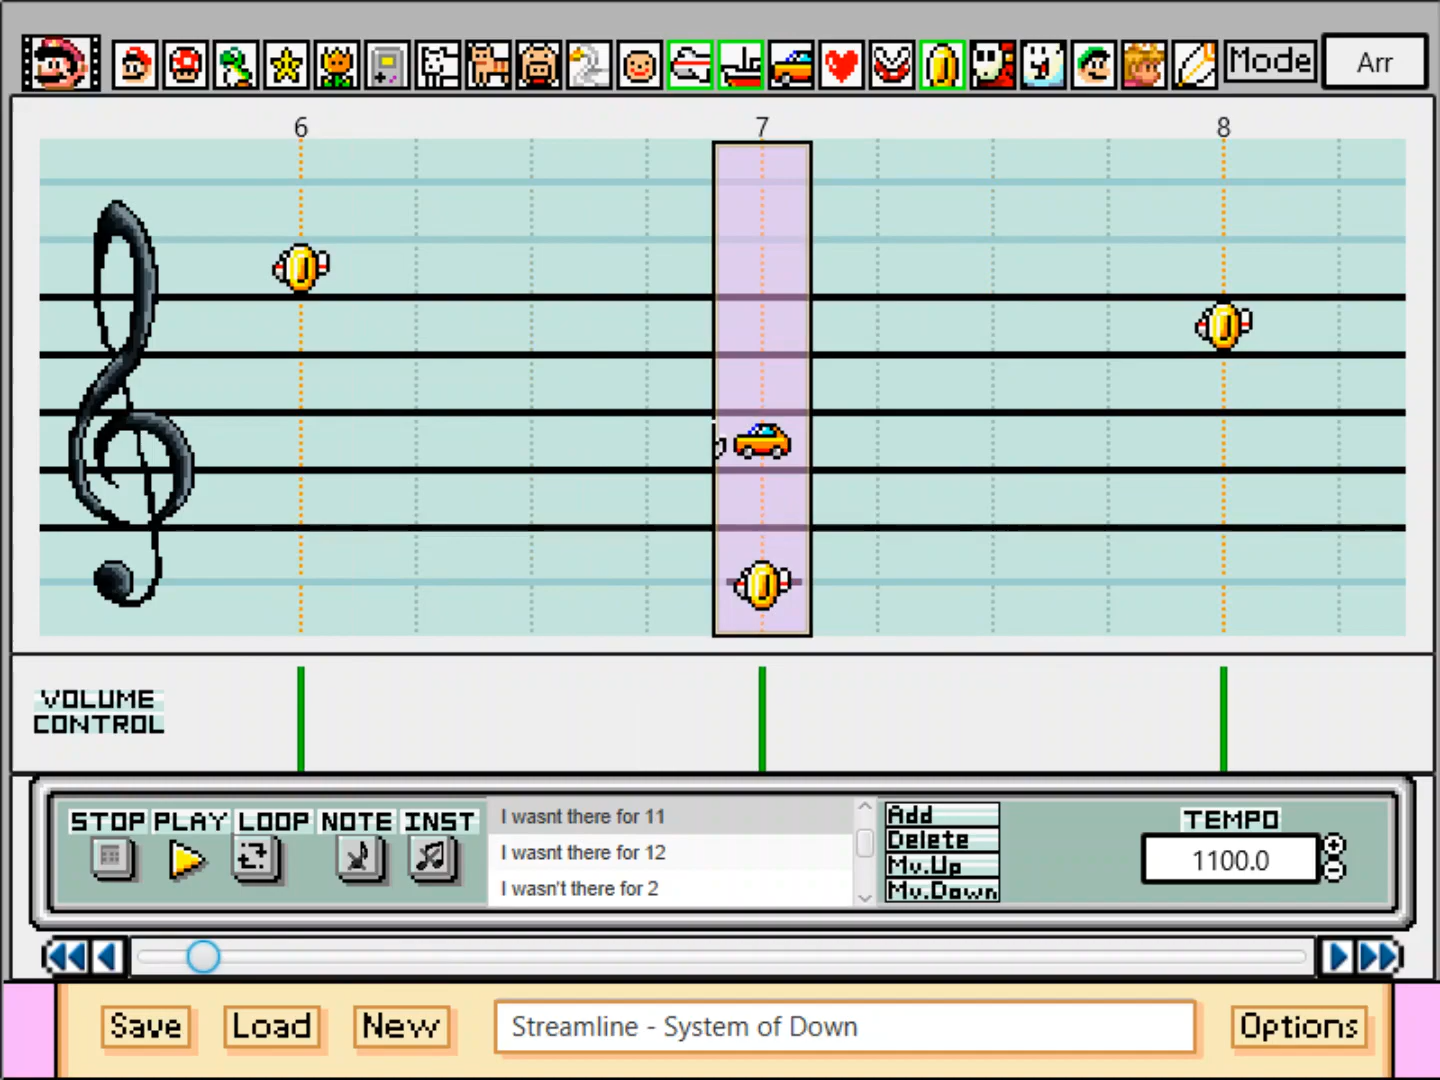 Mode
Arr
6 7 8
VOLUME
CONTROL
STOP PLAY LOOP NOTE INST
I wasnt there for 11
I wasnt there for 12
I wasn't there for 2
Add
Delete
Mv.Up
Mv.Down
TEMPO
1100.0
Save
Load
New
Streamline - System of Down
Options